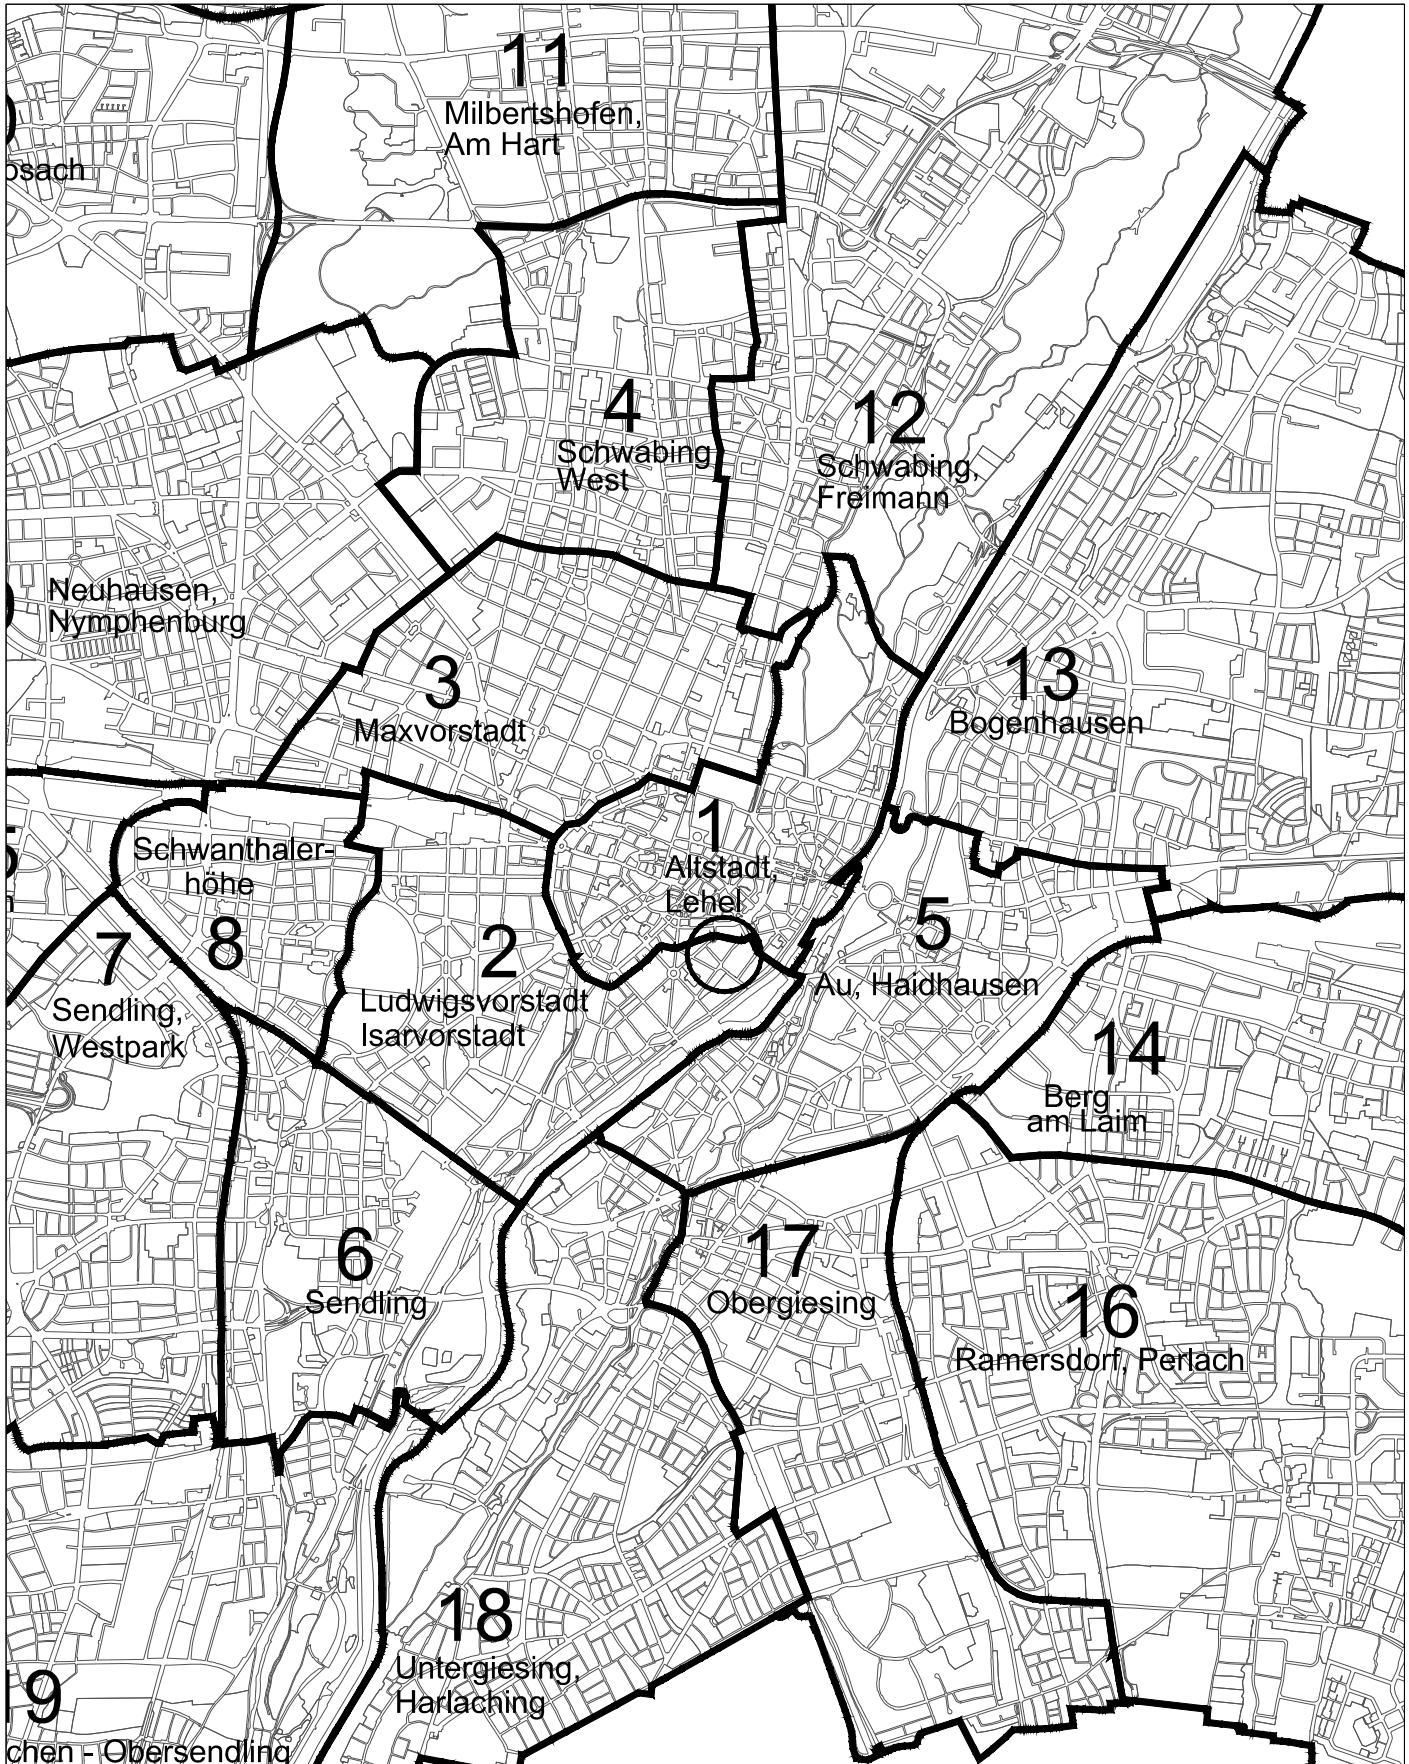 11
Milbertshofen,
Am Hart
osach
4
Schwabing
West
12
Schwabing,
Freimann
Neuhausen,
Nymphenburg
3
Maxvorstadt
13
Bogenhausen
1
Altstadt,
Lehel
Schwanthaler-
höhe
8
7
Sendling,
Westpark
2
Ludwigsvorstadt
Isarvorstadt
5
Au, Haidhausen
14
Berg
am Laim
6
Sendling
17
Obergiesing
16
Ramersdorf, Perlach
18
Untergiesing,
Harlaching
19
chen - Obersendling